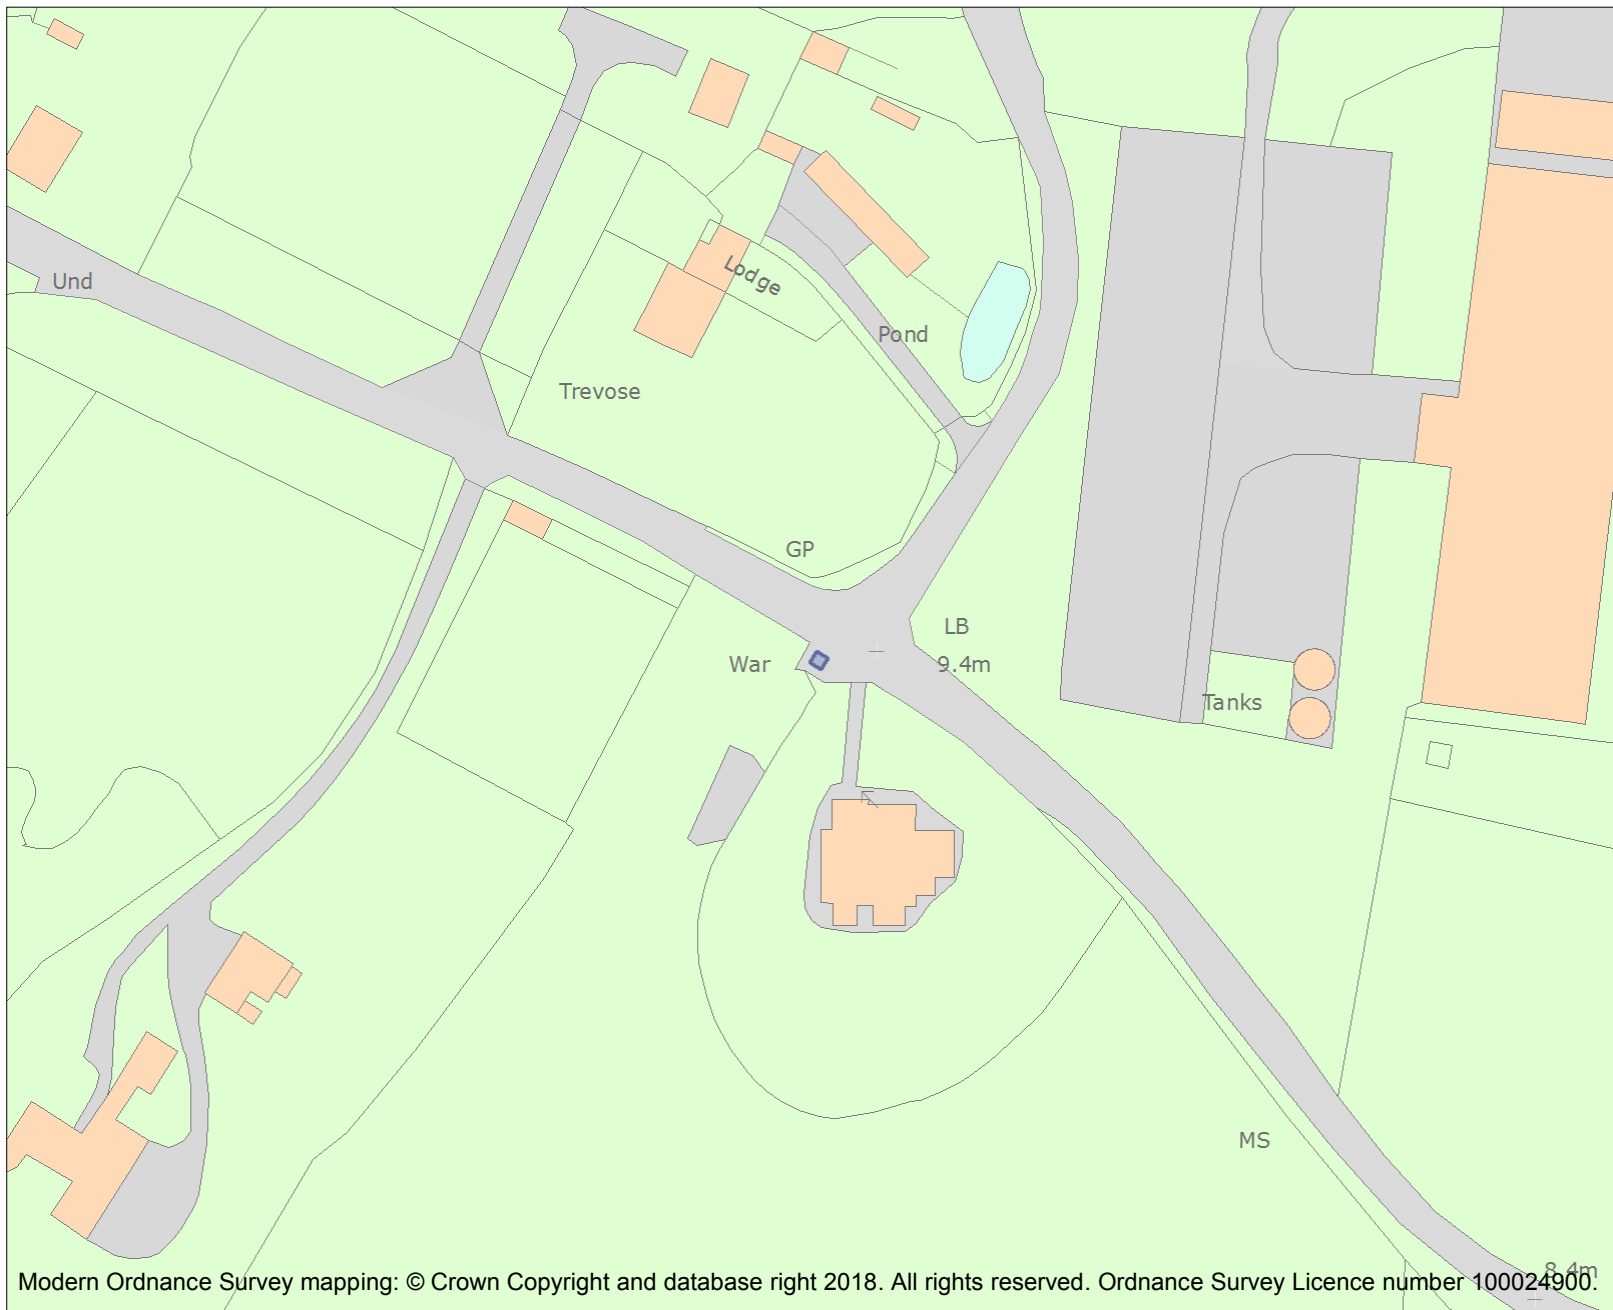 Und
Lodge
Pond
Trevose
GP
LB
War
9.4m
Tanks
MS
8.4m
Modern Ordnance Survey mapping: © Crown Copyright and database right 2018. All rights reserved. Ordnance Survey Licence number 100024900.